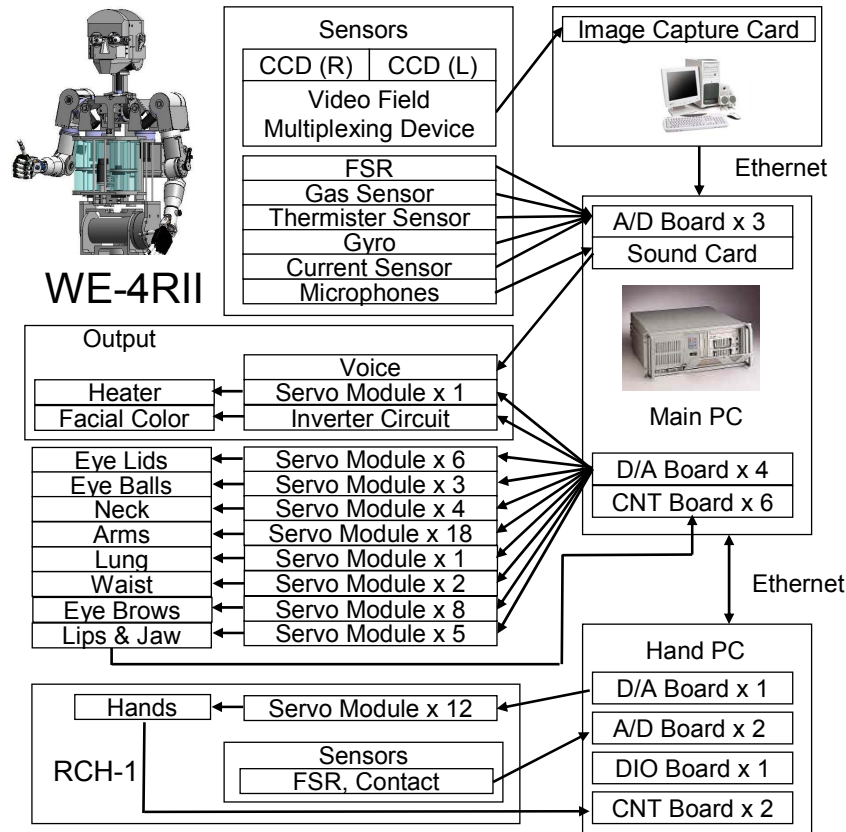 Sensors
CCD (R) CCD (L)
Video Field
Multiplexing Device
FSR
Gas Sensor
Thermister Sensor
Gyro
Current Sensor
Microphones
WE-4RII
Image Capture Card
Ethernet
A/D Board x 3
Sound Card
Main PC
D/A Board x 4
CNT Board x 6
Output
Voice
Heater Servo Module x 1
Facial Color Inverter Circuit
Eye Lids Servo Module x 6
Eye Balls Servo Module x 3
Neck Servo Module x 4
Arms Servo Module x 18
Lung Servo Module x 1
Waist Servo Module x 2
Eye Brows Servo Module x 8
Lips & Jaw Servo Module x 5
Ethernet
Hand PC
D/A Board x 1
A/D Board x 2
DIO Board x 1
CNT Board x 2
Hands Servo Module x 12
Sensors
FSR, Contact
RCH-1